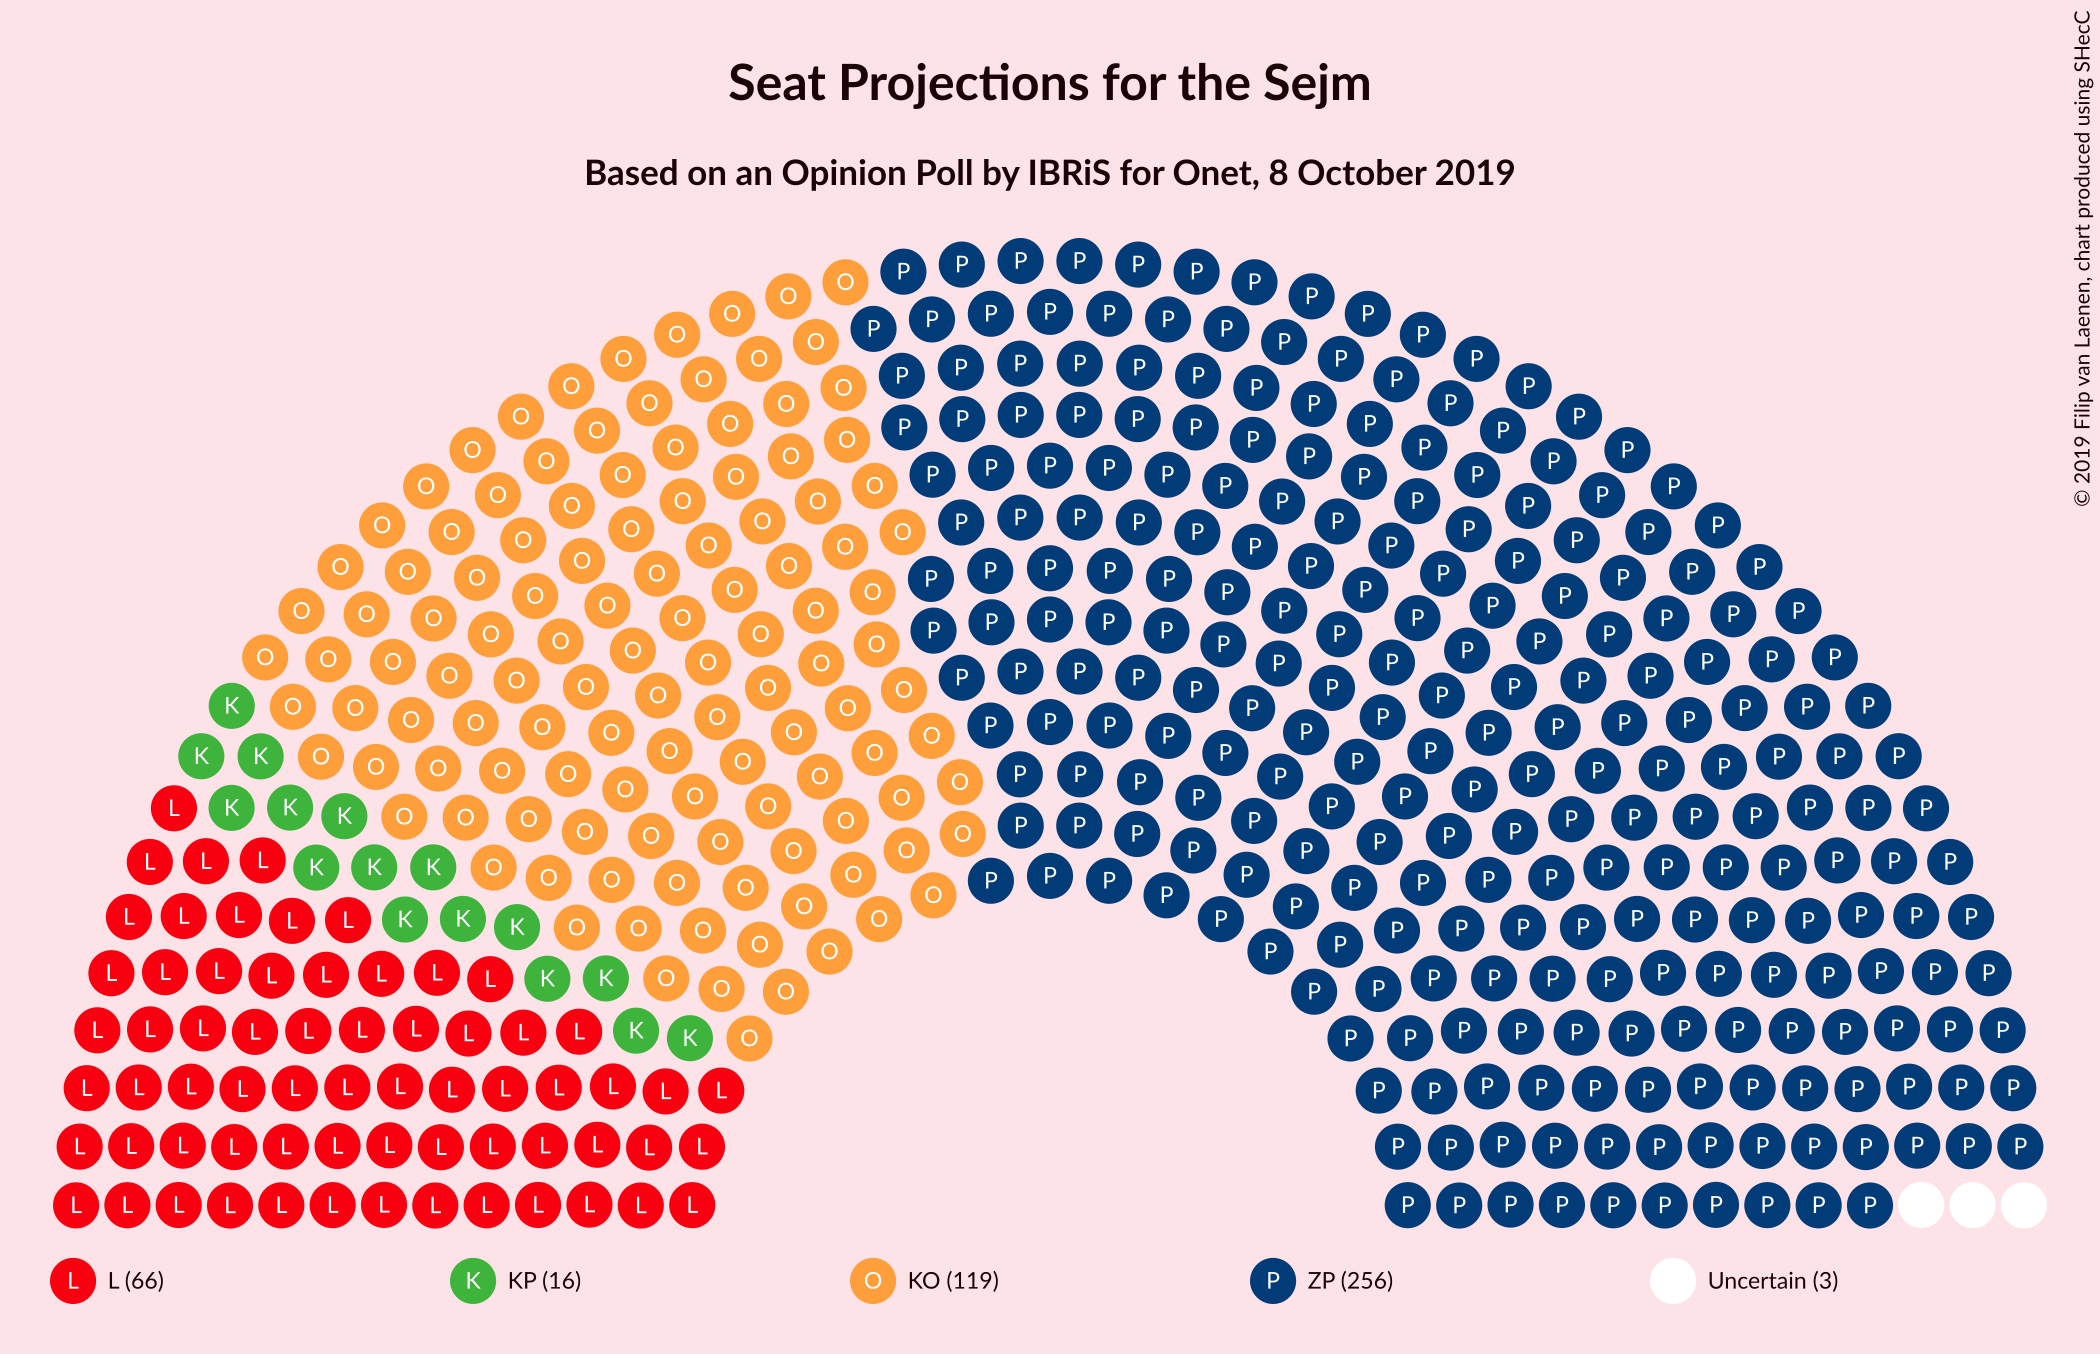 Seat Projections for the Sejm
Based on an Opinion Poll by IBRiS for Onet, 8 October 2019
© 2019 Filip van Laenen, chart produced using SHecC
L L (66)
K KP (16)
O KO (119)
P ZP (256)
Uncertain (3)